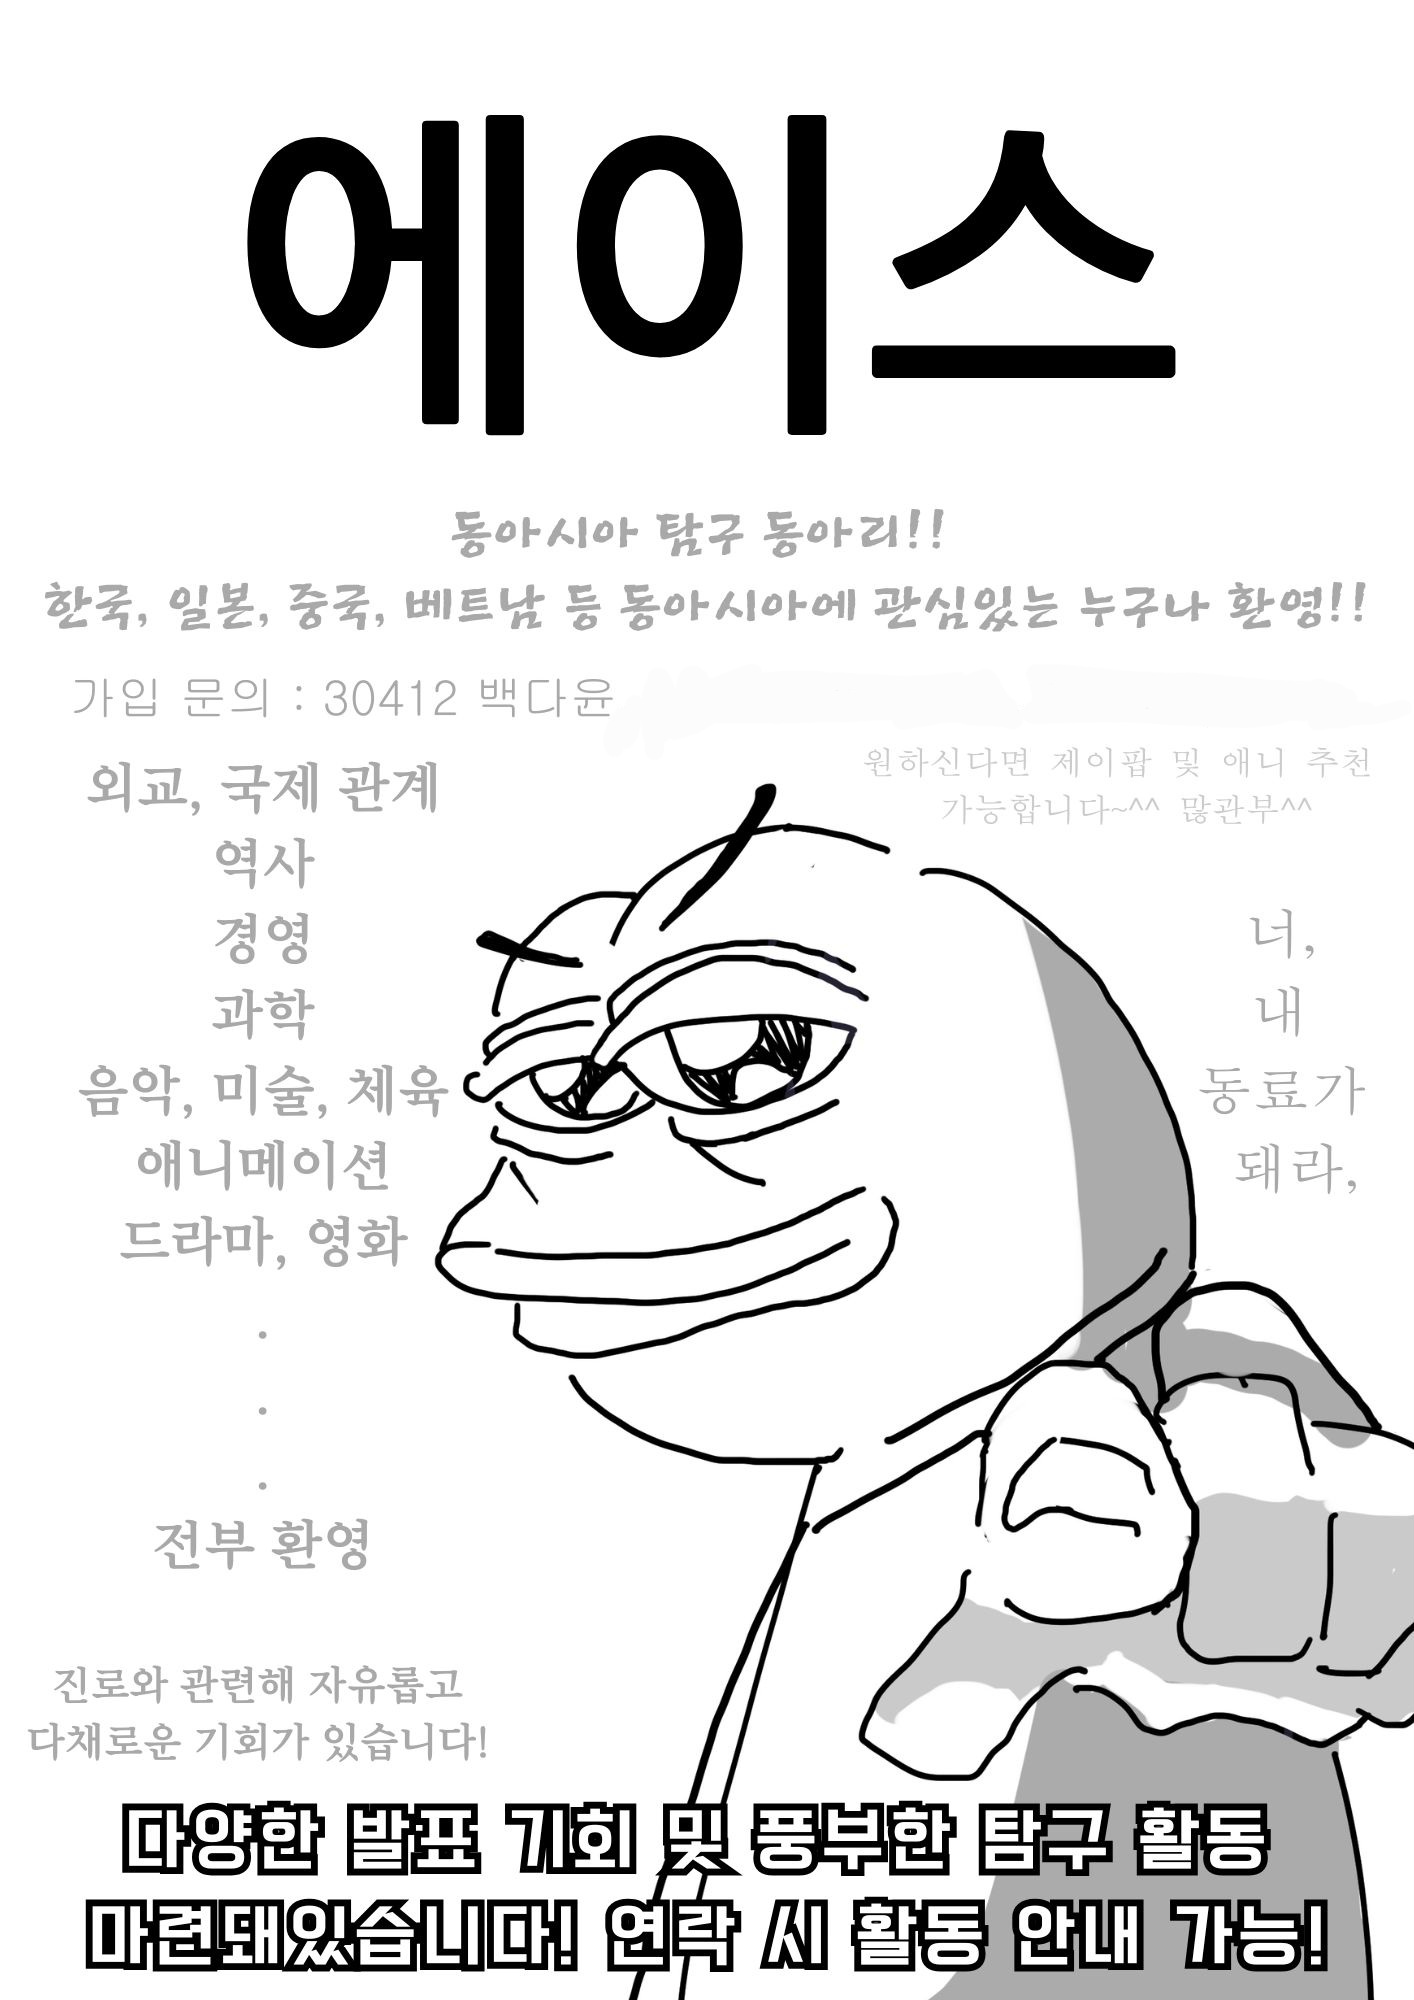 에이스
동아시아 탐구 동아리!!
한국, 일본, 중국, 베트남 등 동아시아에 관심있는 누구나 환영!!
가입 문의 : 30412 백다윤
원하신다면 제이팝 및 애니 추천
가능합니다~^^ 많관부^^
외교, 국제 관계
역사
경영
과학
음악, 미술, 체육
애니메이션
드라마, 영화
.
.
.
전부 환영
너,
내
동료가
돼라,
진로와 관련해 자유롭고
다채로운 기회가 있습니다!
다양한 발표 기회 및 풍부한 탐구 활동
마련돼있습니다! 연락 시 활동 안내 가능!